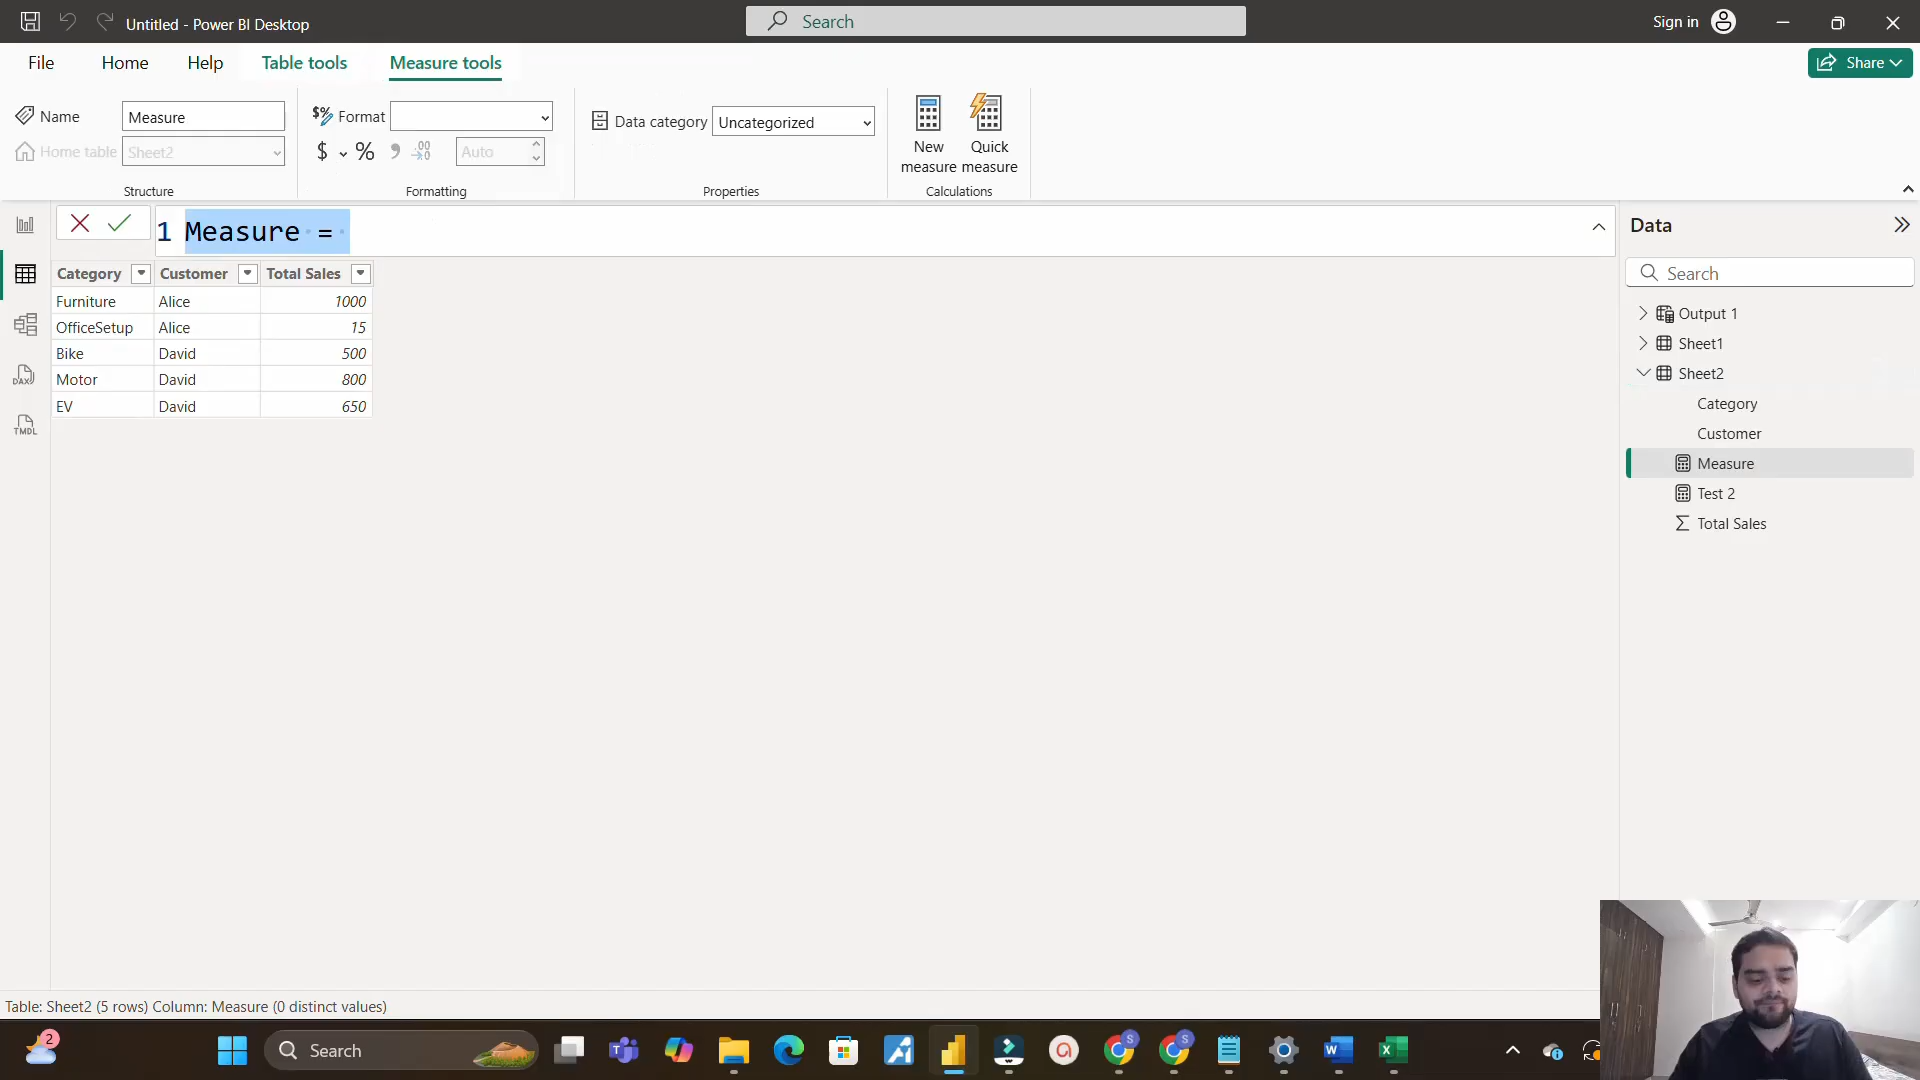 Untitled - Power BI Desktop
Search
Sign in
File
Home
Help
Table tools
Measure tools
Share
Name
Measure
Home table
Sheet2
Structure
Format
$
%
Auto
Formatting
Data category
Uncategorized
Properties
New measure
Quick measure
Calculations
1 Measure =
Category Customer Total Sales
Furniture Alice 1000
OfficeSetup Alice 15
Bike David 500
Motor David 800
EV David 650
DAX
TMDL
Data
Search
Output 1
Sheet1
Sheet2
Category
Customer
Measure
Test 2
Total Sales
Table: Sheet2 (5 rows) Column: Measure (0 distinct values)
2
Search